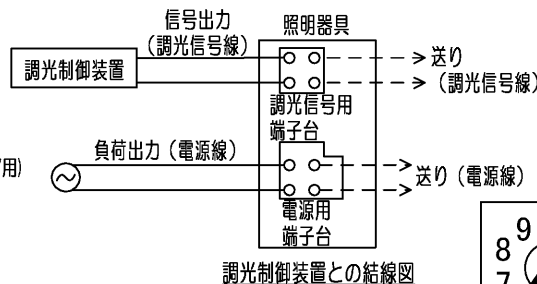 信号出力
(調光信号線)
照明器具
調光制御装置
送り
(調光信号線)
調光信号用
端子台
負荷出力 (電源線)
用)
送り (電源線)
電源用
端子台
調光制御装置との結線図
9
8
7